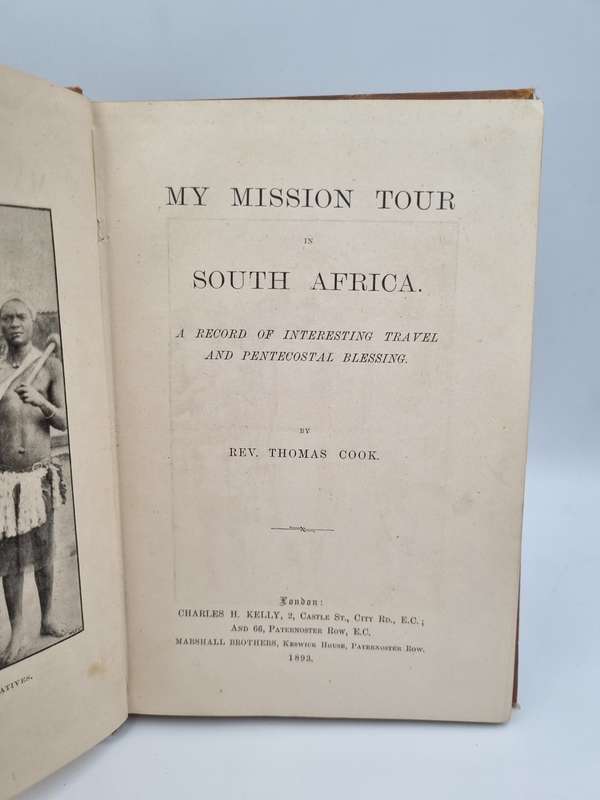 MY MISSION TOUR
IN
SOUTH AFRICA.
A RECORD OF INTERESTING TRAVEL
AND PENTECOSTAL BLESSING.
BY
REV. THOMAS COOK.
London:
CHARLES H. KELLY, 2, CASTLE ST., CITY RD., E.C.;
AND 66, PATERNOSTER ROW, E.C.
MARSHALL BROTHERS, KESWICK HOUSE, PATERNOSTER ROW.
1893.